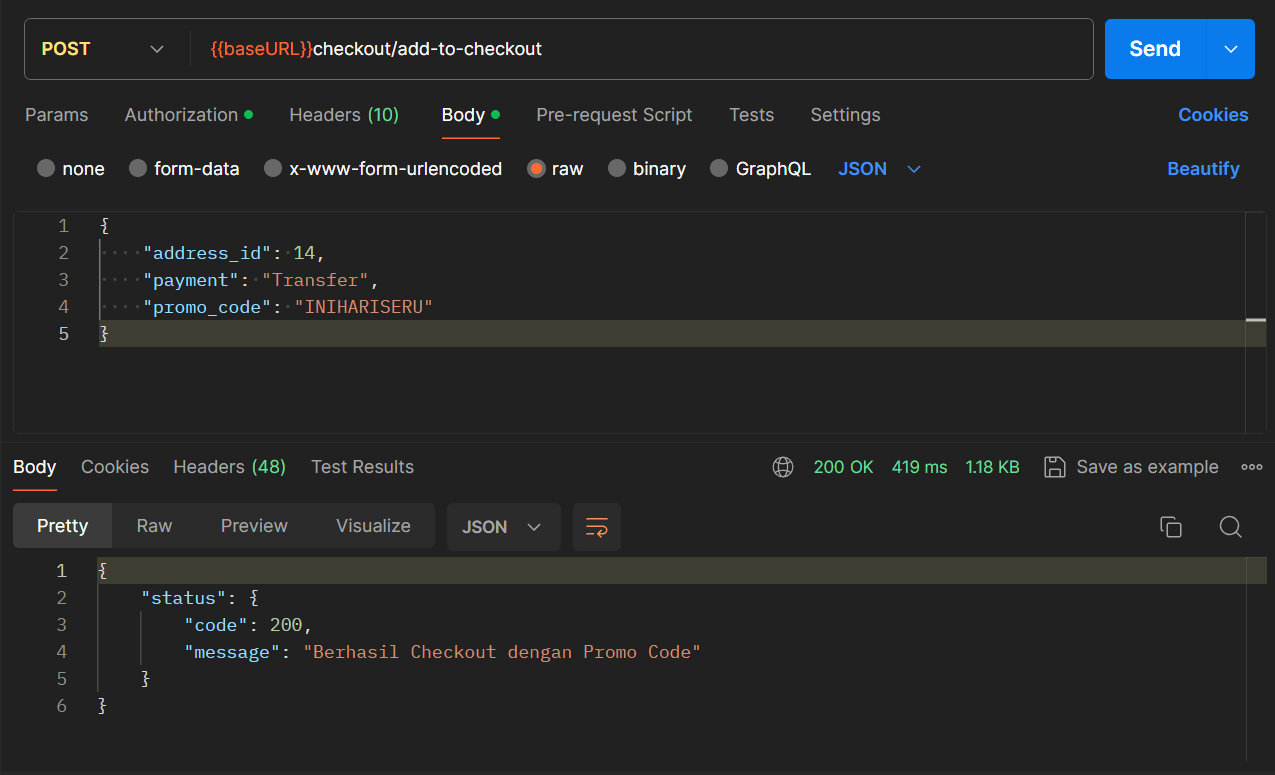 POST {{baseURL}}checkout/add-to-checkout Send
Params Authorization Headers (10) Body Pre-request Script Tests Settings Cookies
none form-data x-www-form-urlencoded raw binary GraphQL JSON Beautify
1 {
2 ····"address_id":·14,
3 ····"payment":·"Transfer",
4 ····"promo_code":·"INIHARISERU"
5 }
Body Cookies Headers (48) Test Results 200 OK 419 ms 1.18 KB Save as example
Pretty Raw Preview Visualize JSON
1 {
2 "status": {
3 "code": 200,
4 "message": "Berhasil Checkout dengan Promo Code"
5 }
6 }